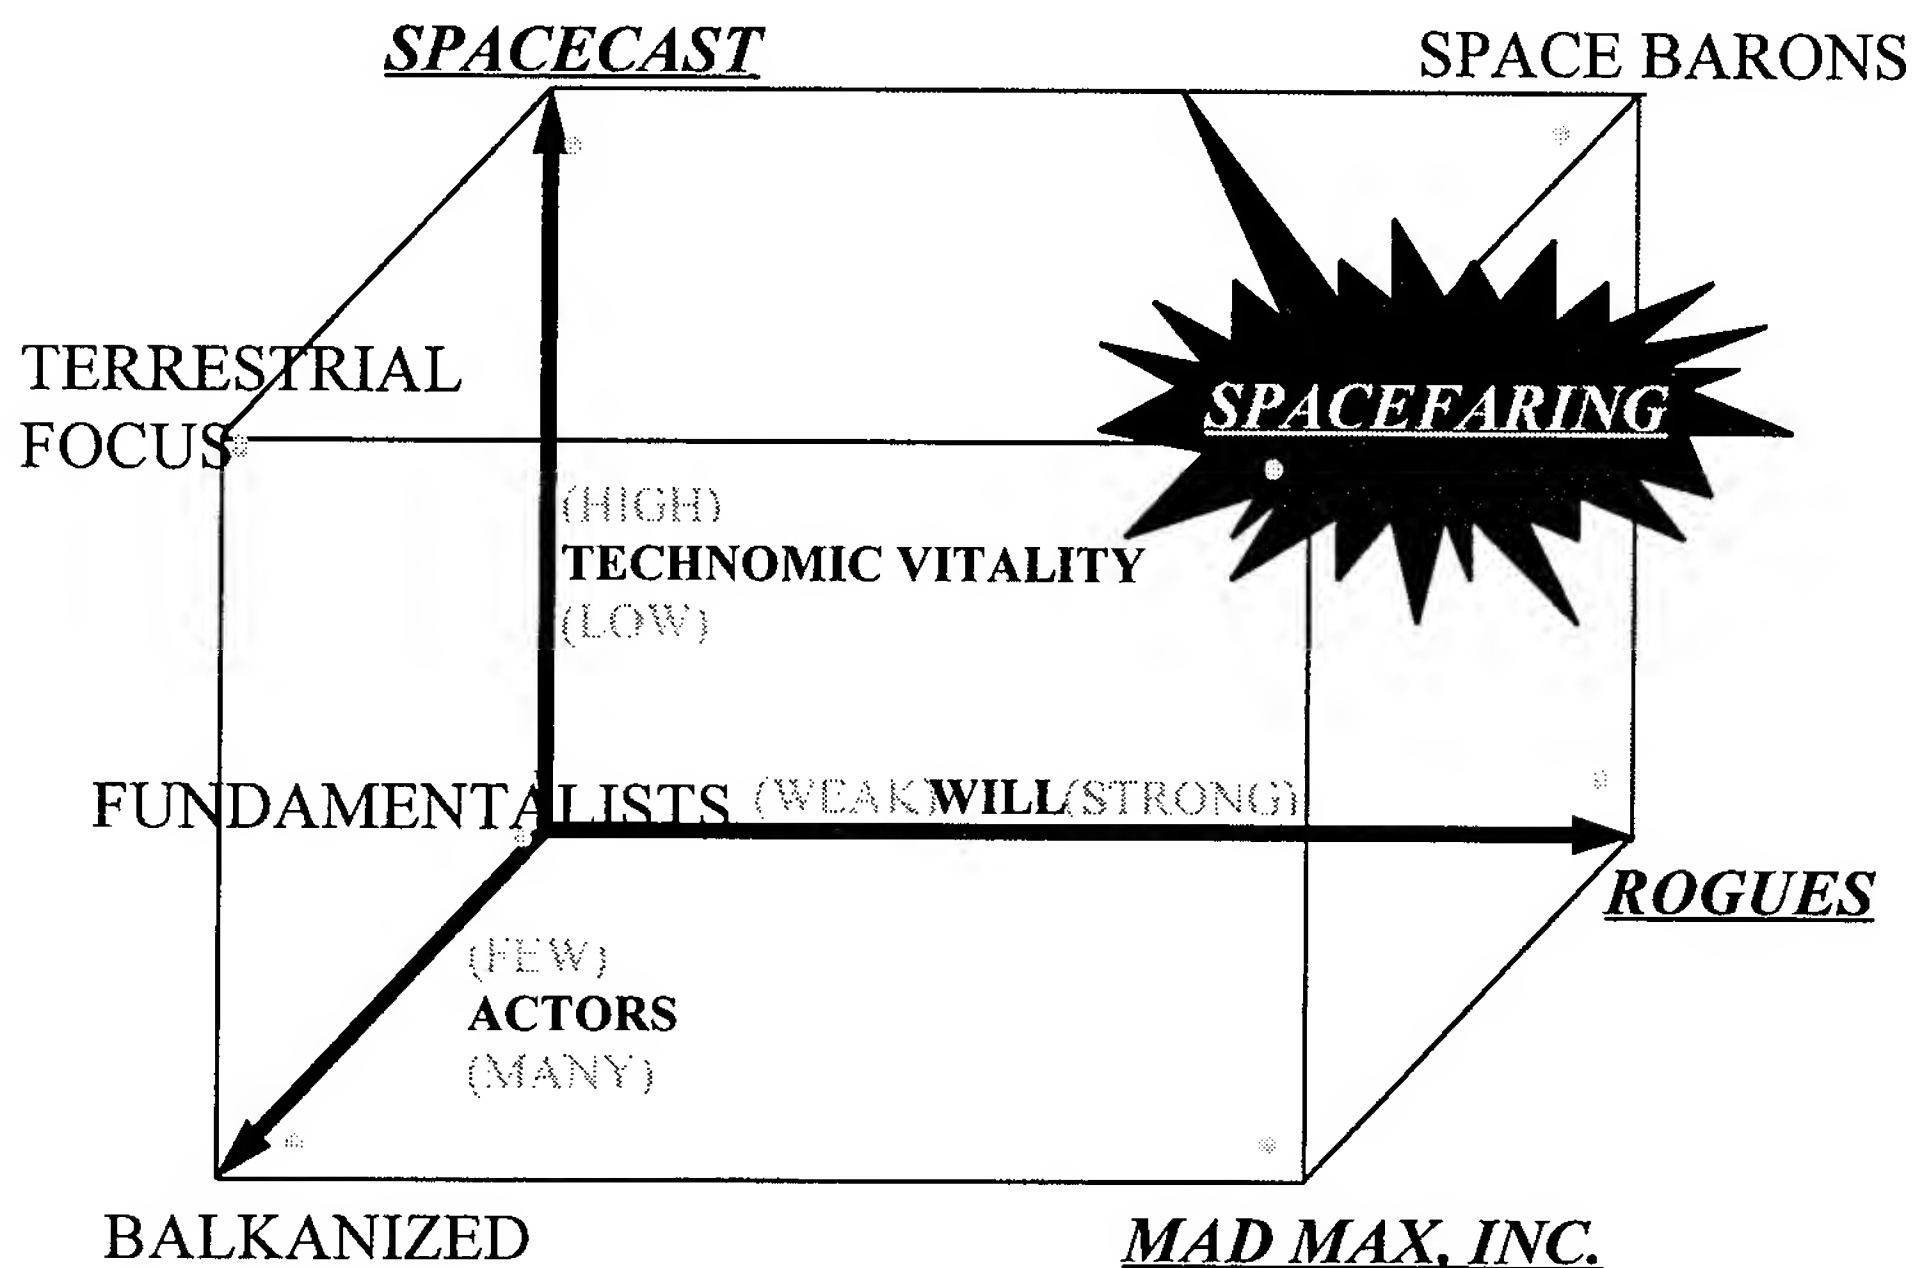 SPACECAST
SPACE BARONS
TERRESTRIAL
FOCUS
SPACEFARING
(HIGH)
TECHNOMIC VITALITY
(LOW)
FUNDAMENTALISTS
(WEAK)WILL(STRONG)
ROGUES
(FEW)
ACTORS
(MANY)
BALKANIZED
MAD MAX, INC.